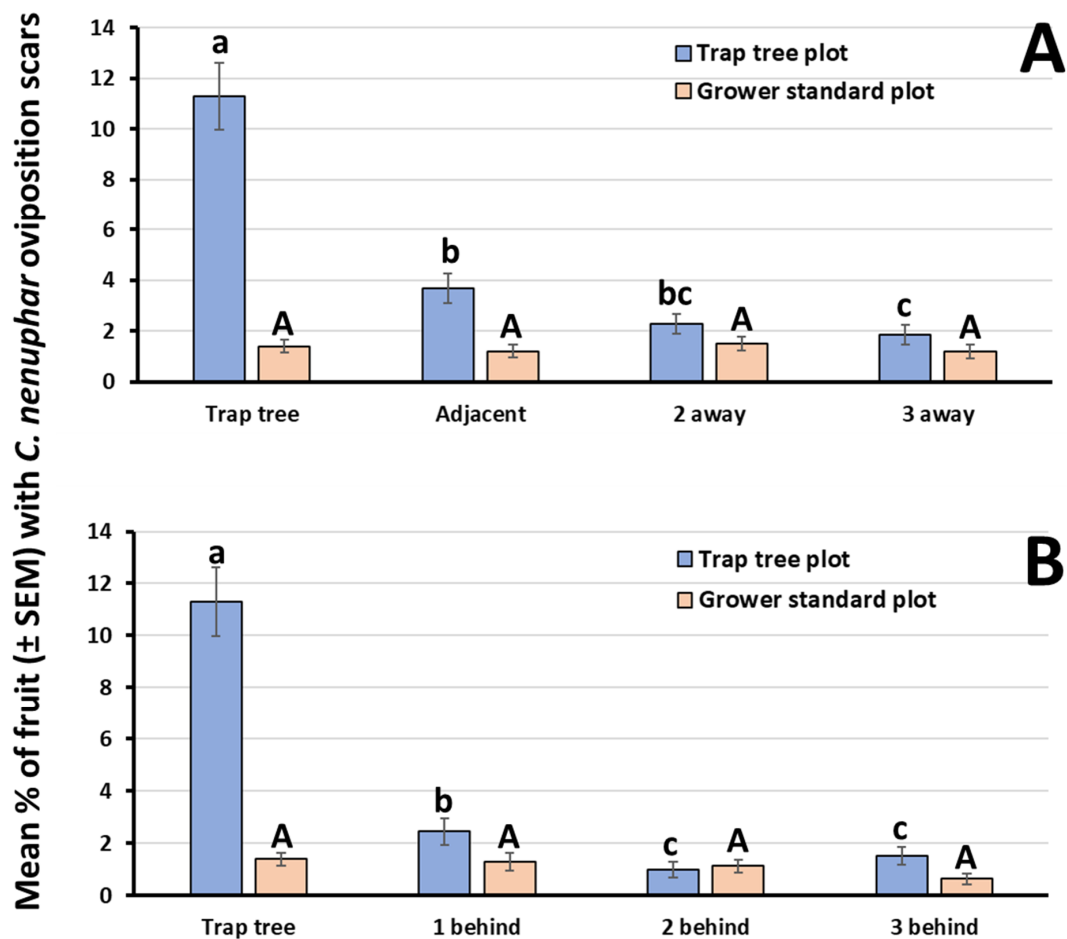 Mean % of fruit (± SEM) with C. nenuphar oviposition scars
A
Trap tree plot
Grower standard plot
14
12
10
8
6
4
2
0
a
A
b
A
bc
A
c
A
Trap tree
Adjacent
2 away
3 away
B
Trap tree plot
Grower standard plot
14
12
10
8
6
4
2
0
a
A
b
A
c
A
c
A
Trap tree
1 behind
2 behind
3 behind